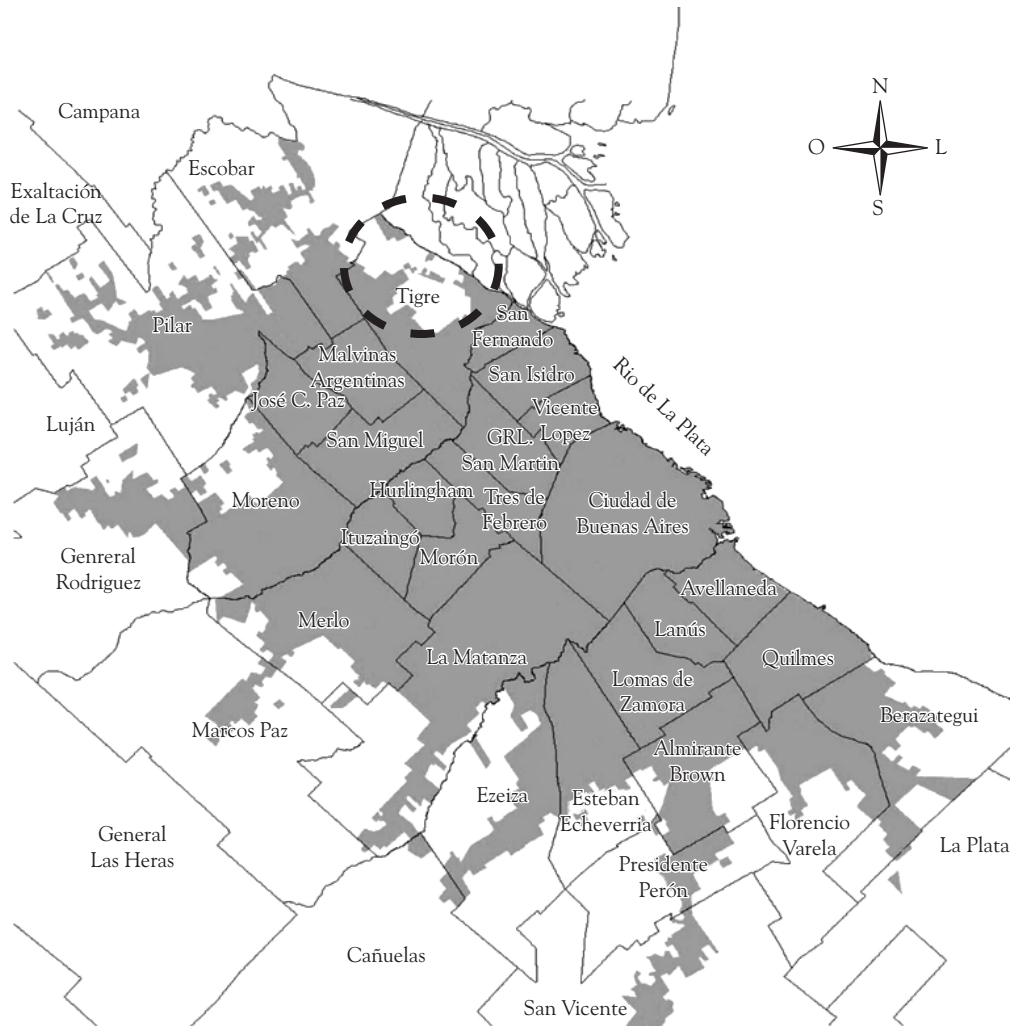 N
O
L
S
Campana
Escobar
Exaltación
de La Cruz
Tigre
San
Fernando
Pilar
Malvinas
Argentinas
San Isidro
Rio de La Plata
José C. Paz
Vicente
Lopez
Luján
San Miguel
GRL.
San Martin
Hurlingham
Moreno
Tres de
Febrero
Ciudad de
Buenas Aires
Ituzaingó
Morón
Genreral
Rodriguez
Avellaneda
Merlo
Lanús
La Matanza
Quilmes
Lomas de
Zamora
Marcos Paz
Berazategui
Almirante
Brown
Ezeiza
Esteban
Echeverria
General
Las Heras
Florencio
Varela
La Plata
Presidente
Perón
Cañuelas
San Vicente